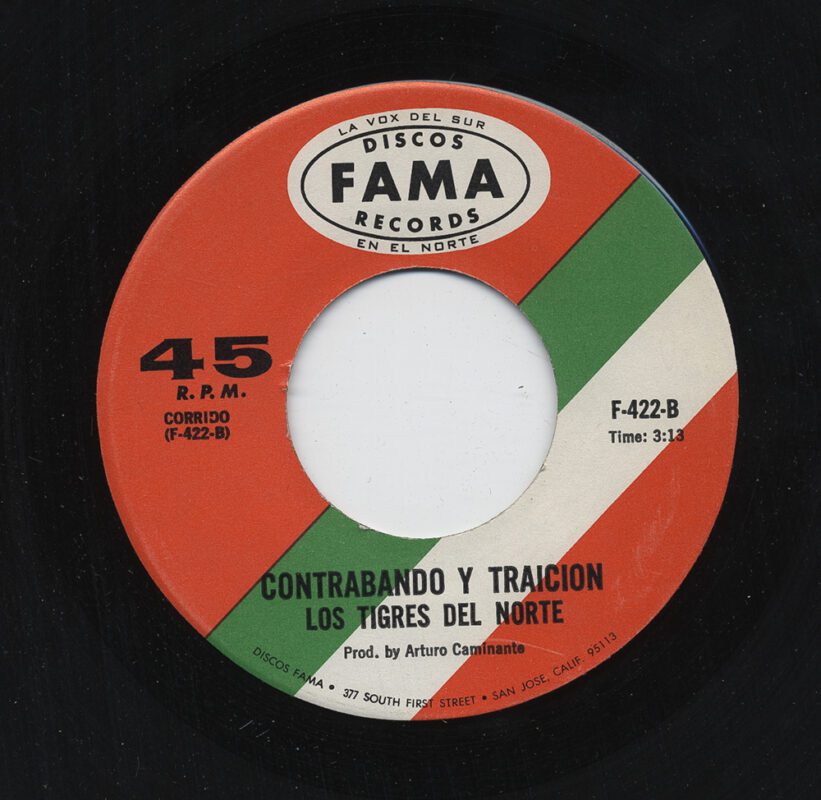 LA VOX DEL SUR
DISCOS
FAMA
RECORDS
EN EL NORTE
45
R.P.M.
CORRIDO
(F-422-B)
F-422-B
Time: 3:13
CONTRABANDO Y TRAICION
LOS TIGRES DEL NORTE
Prod. by Arturo Caminante
DISCOS FAMA • 377 SOUTH FIRST STREET • SAN JOSE, CALIF. 95113